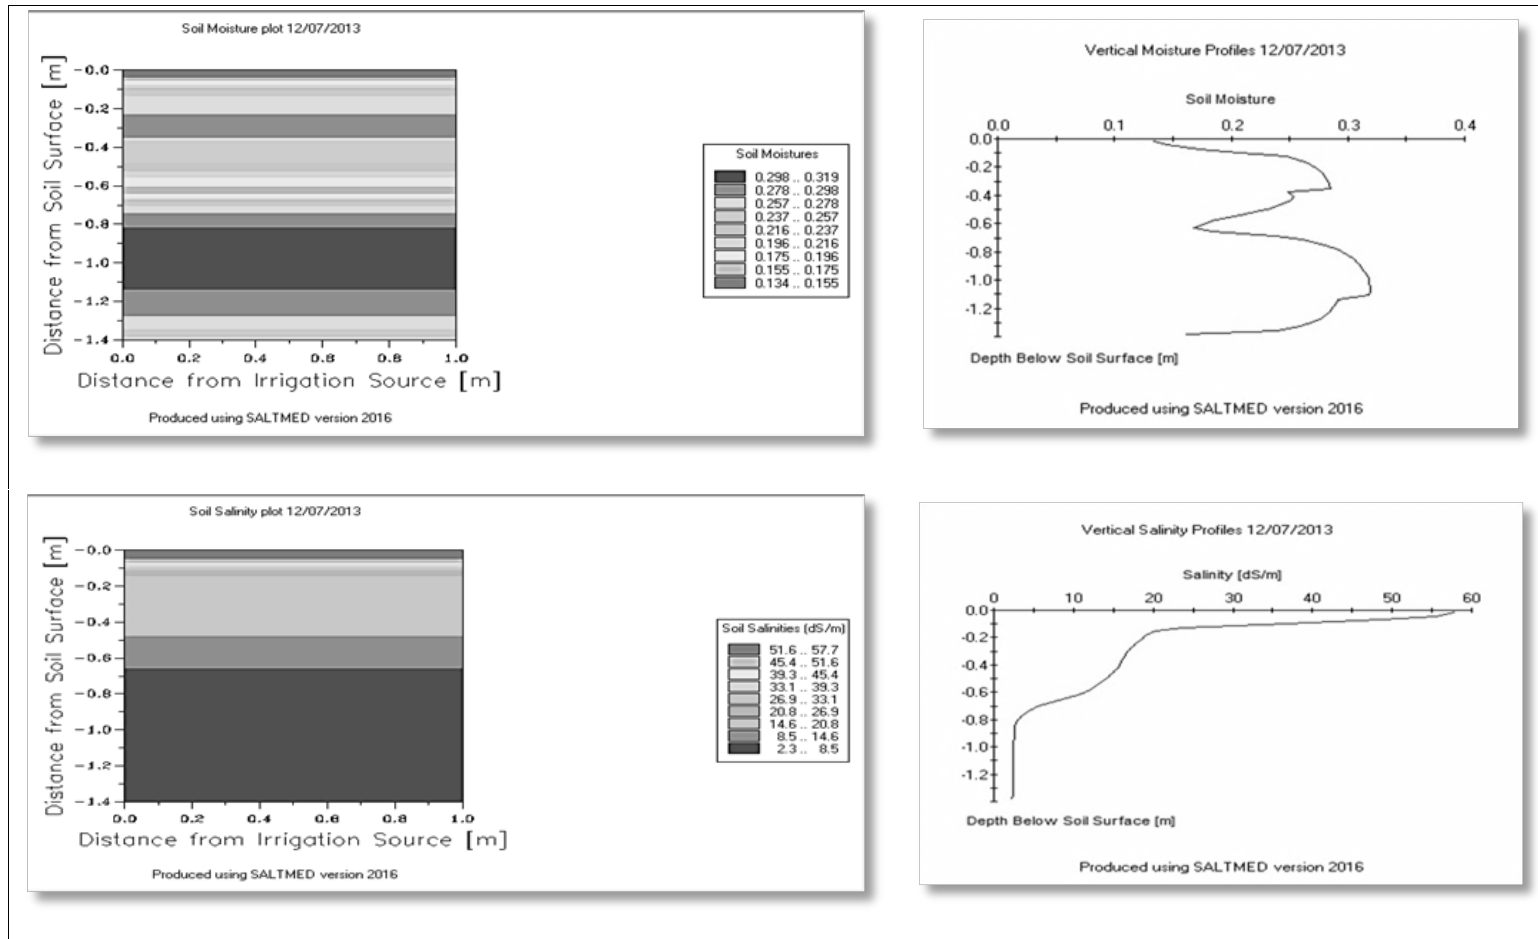 Soil Moisture plot 12/07/2013
Distance from Soil Surface [m]
-0.0
-0.2
-0.4
-0.6
-0.8
-1.0
-1.2
-1.4
0.0 0.2 0.4 0.6 0.8 1.0
Distance from Irrigation Source [m]
Produced using SALTMED version 2016
Soil Moistures
0.298 .. 0.319
0.278 .. 0.298
0.257 .. 0.278
0.237 .. 0.257
0.216 .. 0.237
0.196 .. 0.216
0.175 .. 0.196
0.155 .. 0.175
0.134 .. 0.155
Vertical Moisture Profiles 12/07/2013
Soil Moisture
0.0 0.1 0.2 0.3 0.4
0.0
-0.2
-0.4
-0.6
-0.8
-1.0
-1.2
Depth Below Soil Surface [m]
Produced using SALTMED version 2016
Soil Salinity plot 12/07/2013
Distance from Soil Surface [m]
-0.0
-0.2
-0.4
-0.6
-0.8
-1.0
-1.2
-1.4
0.0 0.2 0.4 0.6 0.8 1.0
Distance from Irrigation Source [m]
Produced using SALTMED version 2016
Soil Salinities (dS/m)
51.6 .. 57.7
45.4 .. 51.6
39.3 .. 45.4
33.1 .. 39.3
26.9 .. 33.1
20.8 .. 26.9
14.6 .. 20.8
8.5 .. 14.6
2.3 .. 8.5
Vertical Salinity Profiles 12/07/2013
Salinity [dS/m]
0 10 20 30 40 50 60
0.0
-0.2
-0.4
-0.6
-0.8
-1.0
-1.2
Depth Below Soil Surface [m]
Produced using SALTMED version 2016